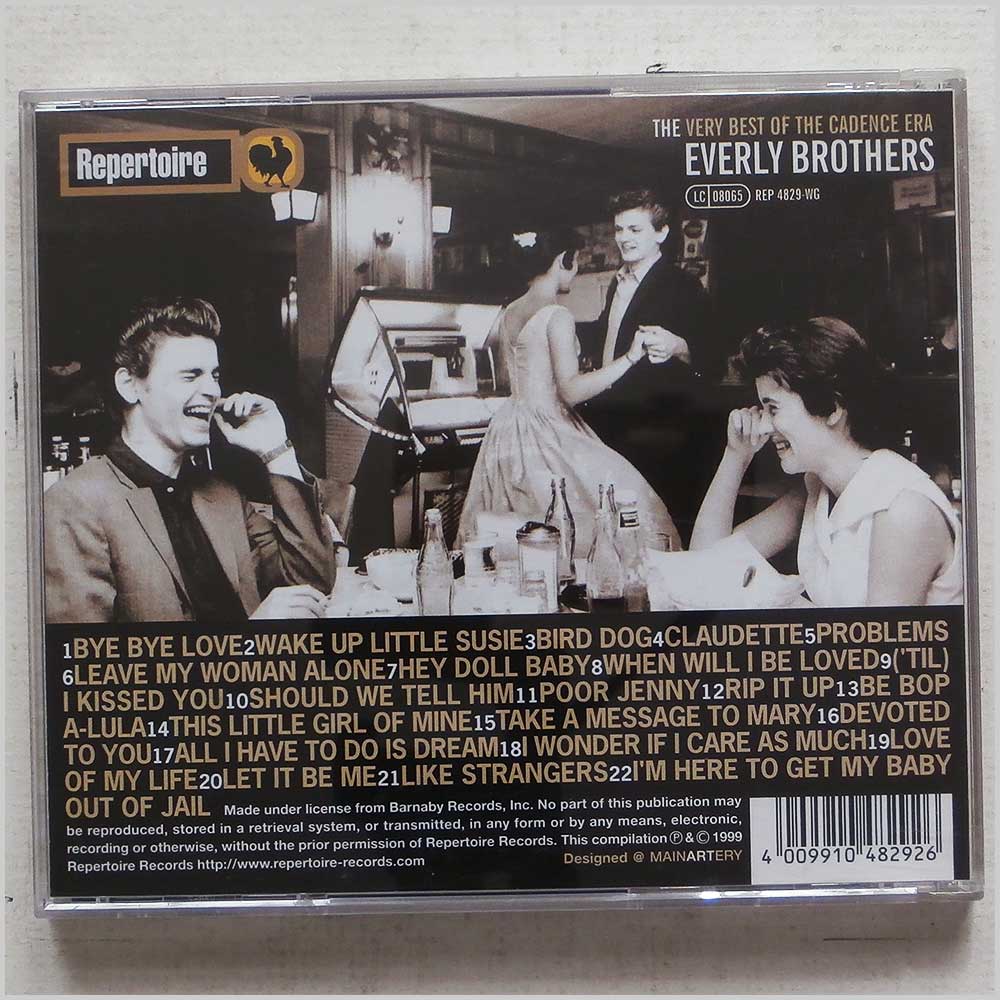 Repertoire
THE VERY BEST OF THE CADENCE ERA
EVERLY BROTHERS
LC 08065 REP 4829-WG
1BYE BYE LOVE2WAKE UP LITTLE SUSIE3BIRD DOG4CLAUDETTE5PROBLEMS
6LEAVE MY WOMAN ALONE7HEY DOLL BABY8WHEN WILL I BE LOVED9('TIL)
I KISSED YOU10SHOULD WE TELL HIM11POOR JENNY12RIP IT UP13BE BOP
A-LULA14THIS LITTLE GIRL OF MINE15TAKE A MESSAGE TO MARY16DEVOTED
TO YOU17ALL I HAVE TO DO IS DREAM18I WONDER IF I CARE AS MUCH19LOVE
OF MY LIFE20LET IT BE ME21LIKE STRANGERS22I'M HERE TO GET MY BABY
OUT OF JAIL Made under license from Barnaby Records, Inc. No part of this publication may
be reproduced, stored in a retrieval system, or transmitted, in any form or by any means, electronic,
recording or otherwise, without the prior permission of Repertoire Records. This compilation ℗&© 1999
Repertoire Records http://www.repertoire-records.com Designed @ MAINARTERY
4 009910 482926